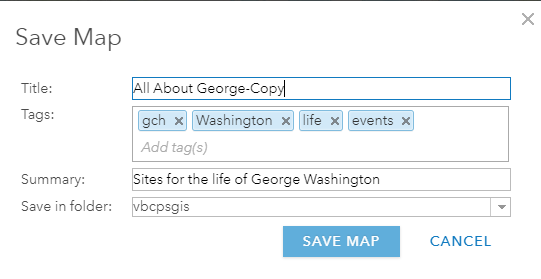 Save Map
Title: All About George-Copy
Tags: gch × Washington × life × events ×
Add tag(s)
Summary: Sites for the life of George Washington
Save in folder: vbcpsgis
SAVE MAP CANCEL